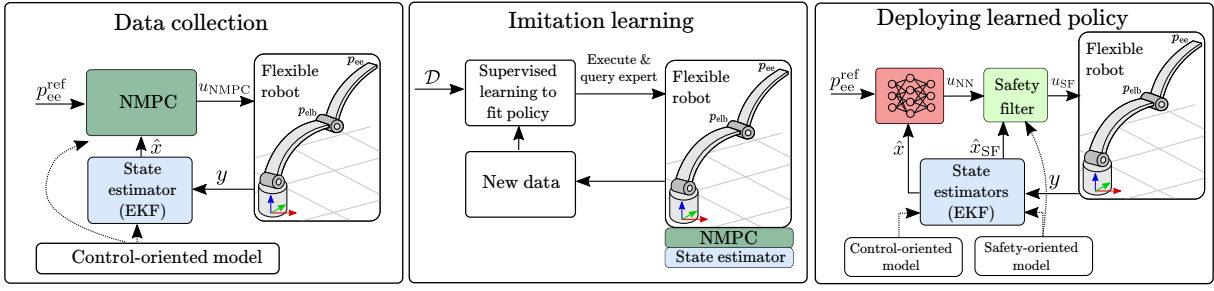 Data collection
p_ee^ref
NMPC
u_NMPC
Flexible
robot
p_ee
p_elb
x̂
y
State
estimator
(EKF)
Control-oriented model
Imitation learning
𝒟
Supervised
learning to
fit policy
Execute &
query expert
Flexible
robot
p_ee
p_elb
New data
NMPC
State estimator
Deploying learned policy
p_ee^ref
u_NN
Safety
filter
u_SF
Flexible
robot
p_ee
p_elb
x̂
x̂_SF
y
State
estimators
(EKF)
Control-oriented
model
Safety-oriented
model